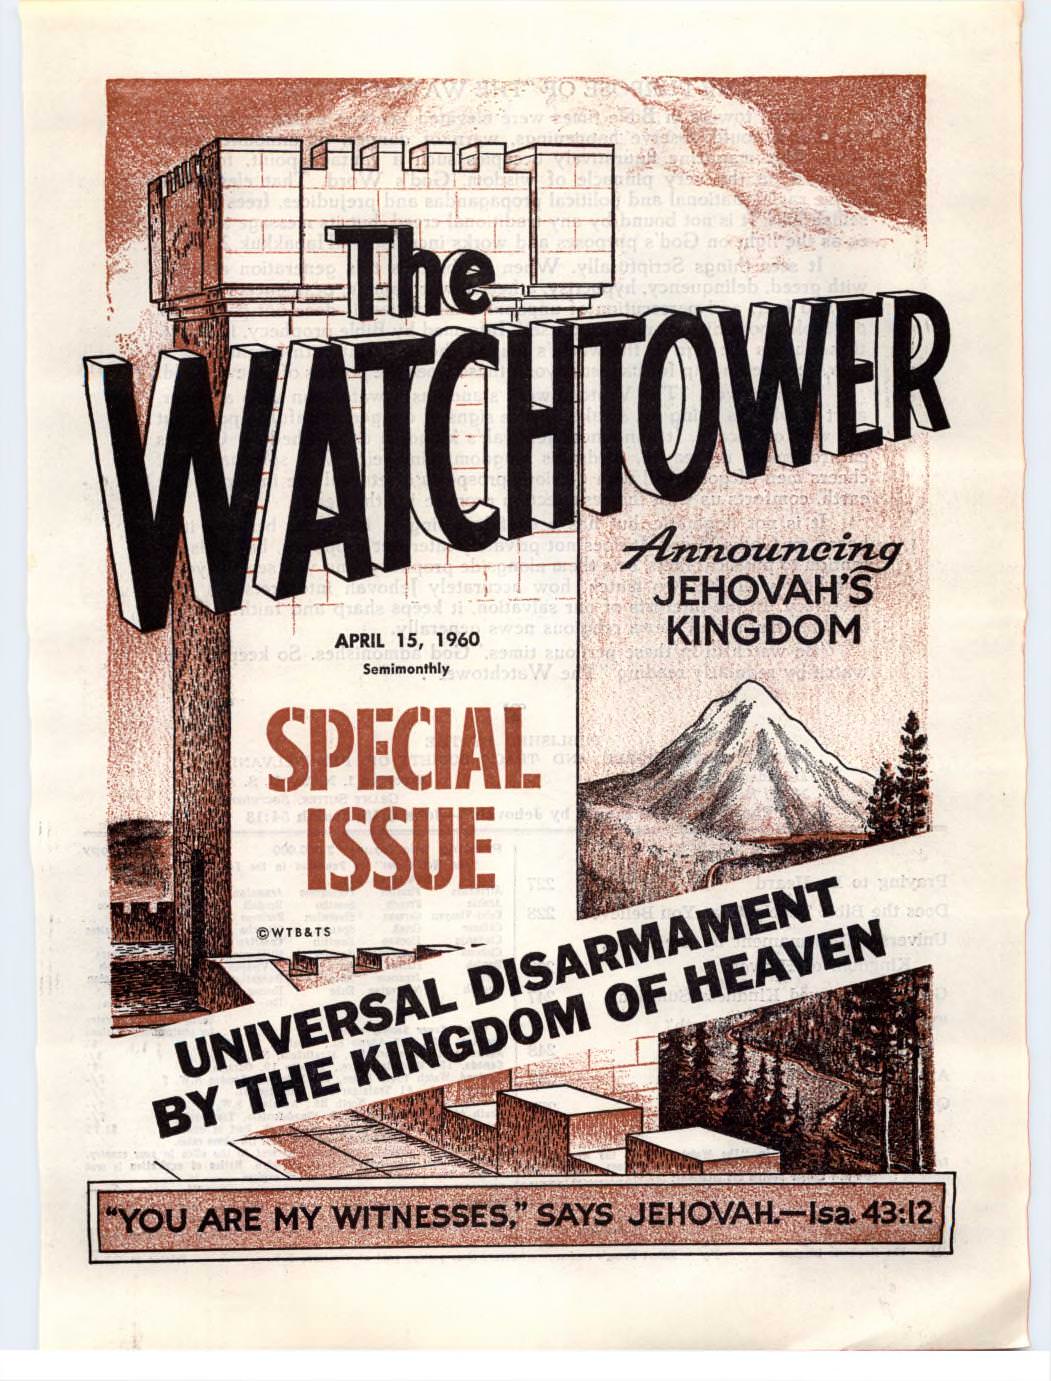 The
WATCHTOWER
Announcing
JEHOVAH'S
KINGDOM
APRIL 15, 1960
Semimonthly
SPECIAL
ISSUE
©WTB&TS
UNIVERSAL DISARMAMENT
BY THE KINGDOM OF HEAVEN
"YOU ARE MY WITNESSES," SAYS JEHOVAH.—Isa. 43:12